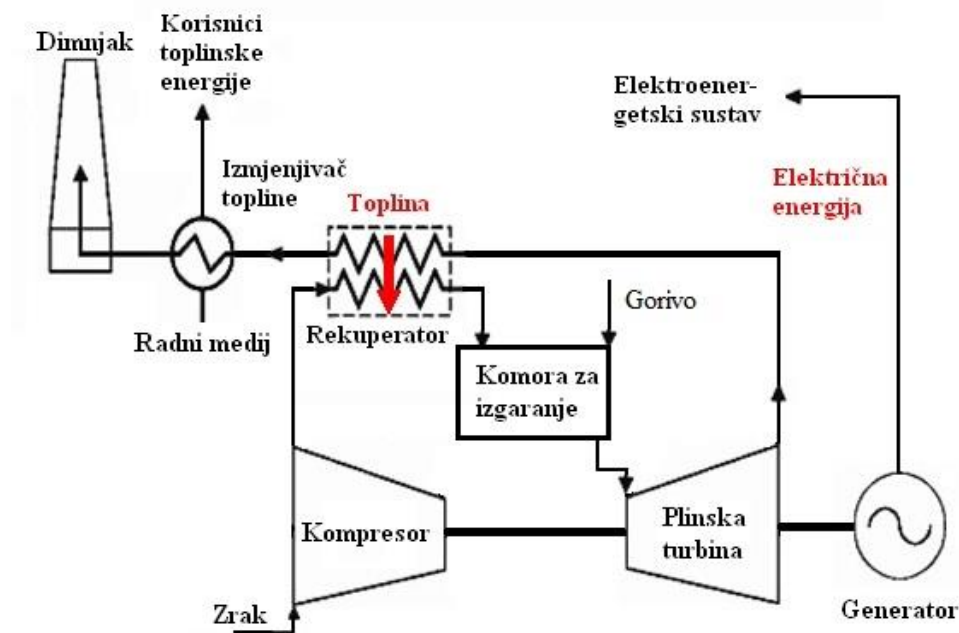 Dimnjak
Korisnici
toplinske
energije
Elektroener-
getski sustav
Izmjenjivač
topline
Toplina
Električna
energija
Gorivo
Radni medij
Rekuperator
Komora za
izgaranje
Kompresor
Plinska
turbina
Zrak
Generator